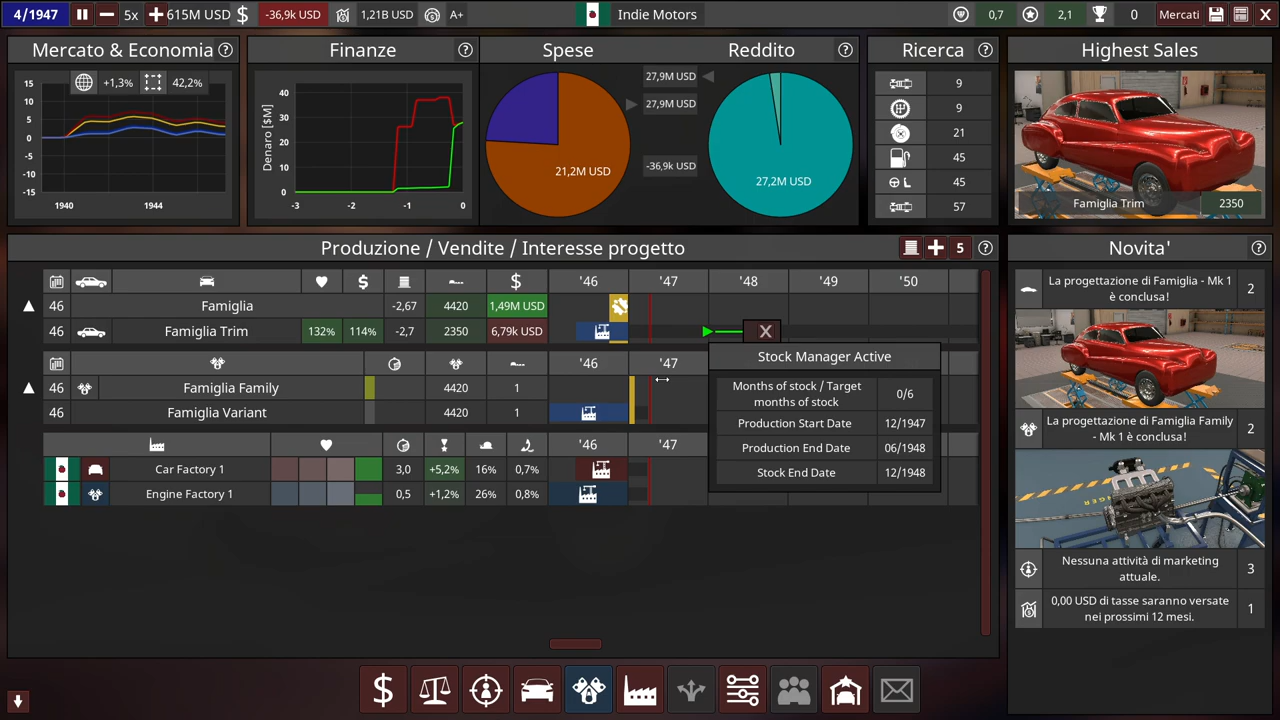 4/1947 5x 615M USD -36,9k USD 1,21B USD A+ Indie Motors 0,7 2,1 0 Mercati
Mercato & Economia
+1,3% 42,2%
15
10
5
0
-5
-10
-15
1940 1944
Finanze
Denaro [$M]
40
30
20
10
0
-3 -2 -1 0
Spese Reddito
27,9M USD
27,9M USD
-36,9k USD
21,2M USD
27,2M USD
Ricerca
9
9
21
45
45
57
Highest Sales
Famiglia Trim 2350
Produzione / Vendite / Interesse progetto 5
$ $ '46 '47 '48 '49 '50
46 Famiglia -2,67 4420 1,49M USD
46 Famiglia Trim 132% 114% -2,7 2350 6,79k USD X
'46 '47
46 Famiglia Family 4420 1
46 Famiglia Variant 4420 1
'46 '47
Car Factory 1 3,0 +5,2% 16% 0,7%
Engine Factory 1 0,5 +1,2% 26% 0,8%
Stock Manager Active
Months of stock / Target
months of stock 0/6
Production Start Date 12/1947
Production End Date 06/1948
Stock End Date 12/1948
Novita'
La progettazione di Famiglia - Mk 1
è conclusa! 2
La progettazione di Famiglia Family
- Mk 1 è conclusa! 2
Nessuna attività di marketing
attuale. 3
0,00 USD di tasse saranno versate
nei prossimi 12 mesi. 1